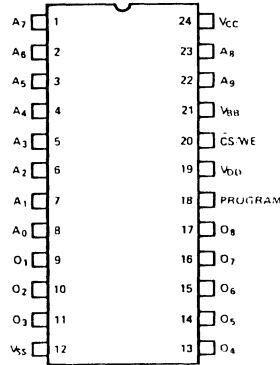 A7 1 24 VCC
A6 2 23 A8
A5 3 22 A9
A4 4 21 VBB
A3 5 20 CS/WE
A2 6 19 VDD
A1 7 18 PROGRAM
A0 8 17 O8
O1 9 16 O7
O2 10 15 O6
O3 11 14 O5
VSS 12 13 O4